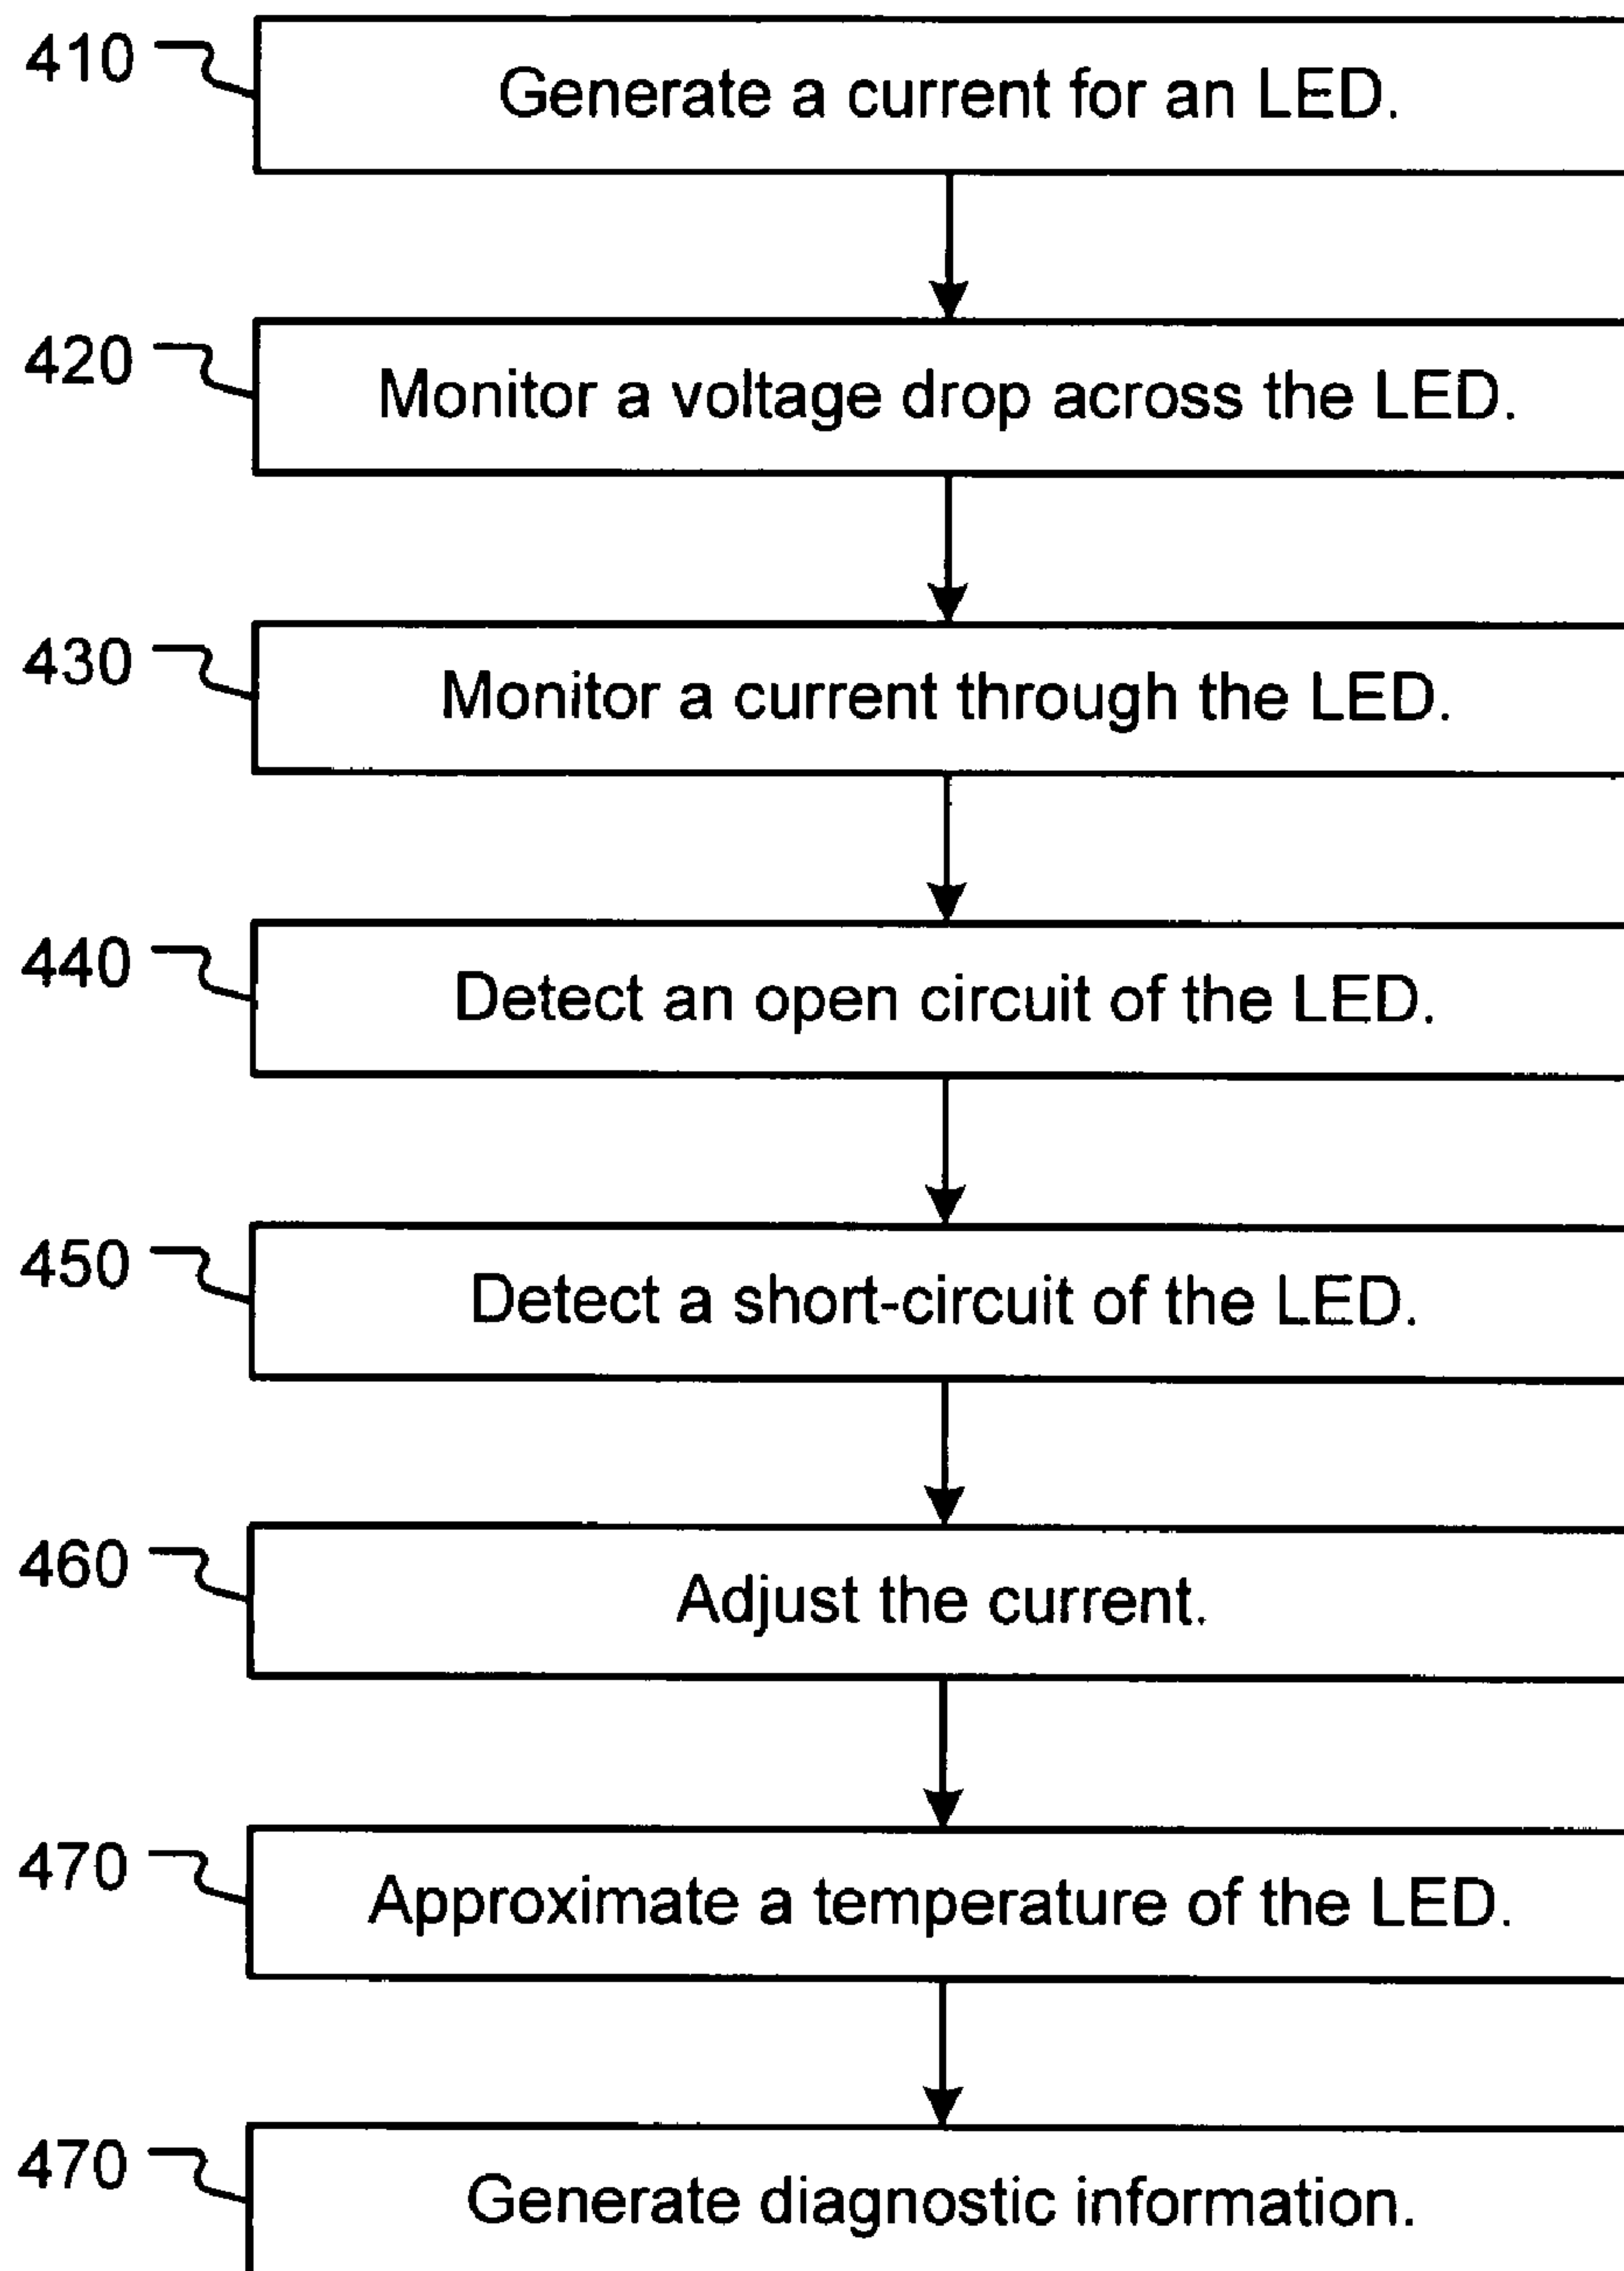 410 Generate a current for an LED.
420 Monitor a voltage drop across the LED.
430 Monitor a current through the LED.
440 Detect an open circuit of the LED.
450 Detect a short-circuit of the LED.
460 Adjust the current.
470 Approximate a temperature of the LED.
470 Generate diagnostic information.